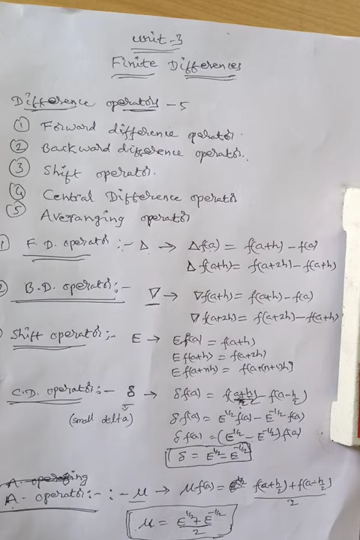 unit-3
Finite Differences
Difference operators - 5
① Forward difference operator.
② Backward difference operator.
③ Shift operator.
④ Central Difference operator
⑤ Averanging operator
F.D. operator :- Δ → Δf(a) = f(a+h) - f(a)
Δf(a+h) = f(a+2h) - f(a+h)
B.D. operator :- ∇ → ∇f(a+h) = f(a+h) - f(a)
∇f(a+2h) = f(a+2h) - f(a+h)
Shift operator :- E → Ef(a) = f(a+h)
Ef(a+h) = f(a+2h)
Ef(a+nh) = f(a+(n+1)h)
C.D. operator :- δ → δf(a) = f(a+h/2) - f(a-h/2)
(small delta) δf(a) = E^1/2 f(a) - E^-1/2 f(a)
δf(a) = (E^1/2 - E^-1/2) f(a)
δ = E^1/2 - E^-1/2
A. operator :- :- μ → μf(a) = f(a+h/2) + f(a-h/2) / 2
μ = E^1/2 + E^-1/2 / 2